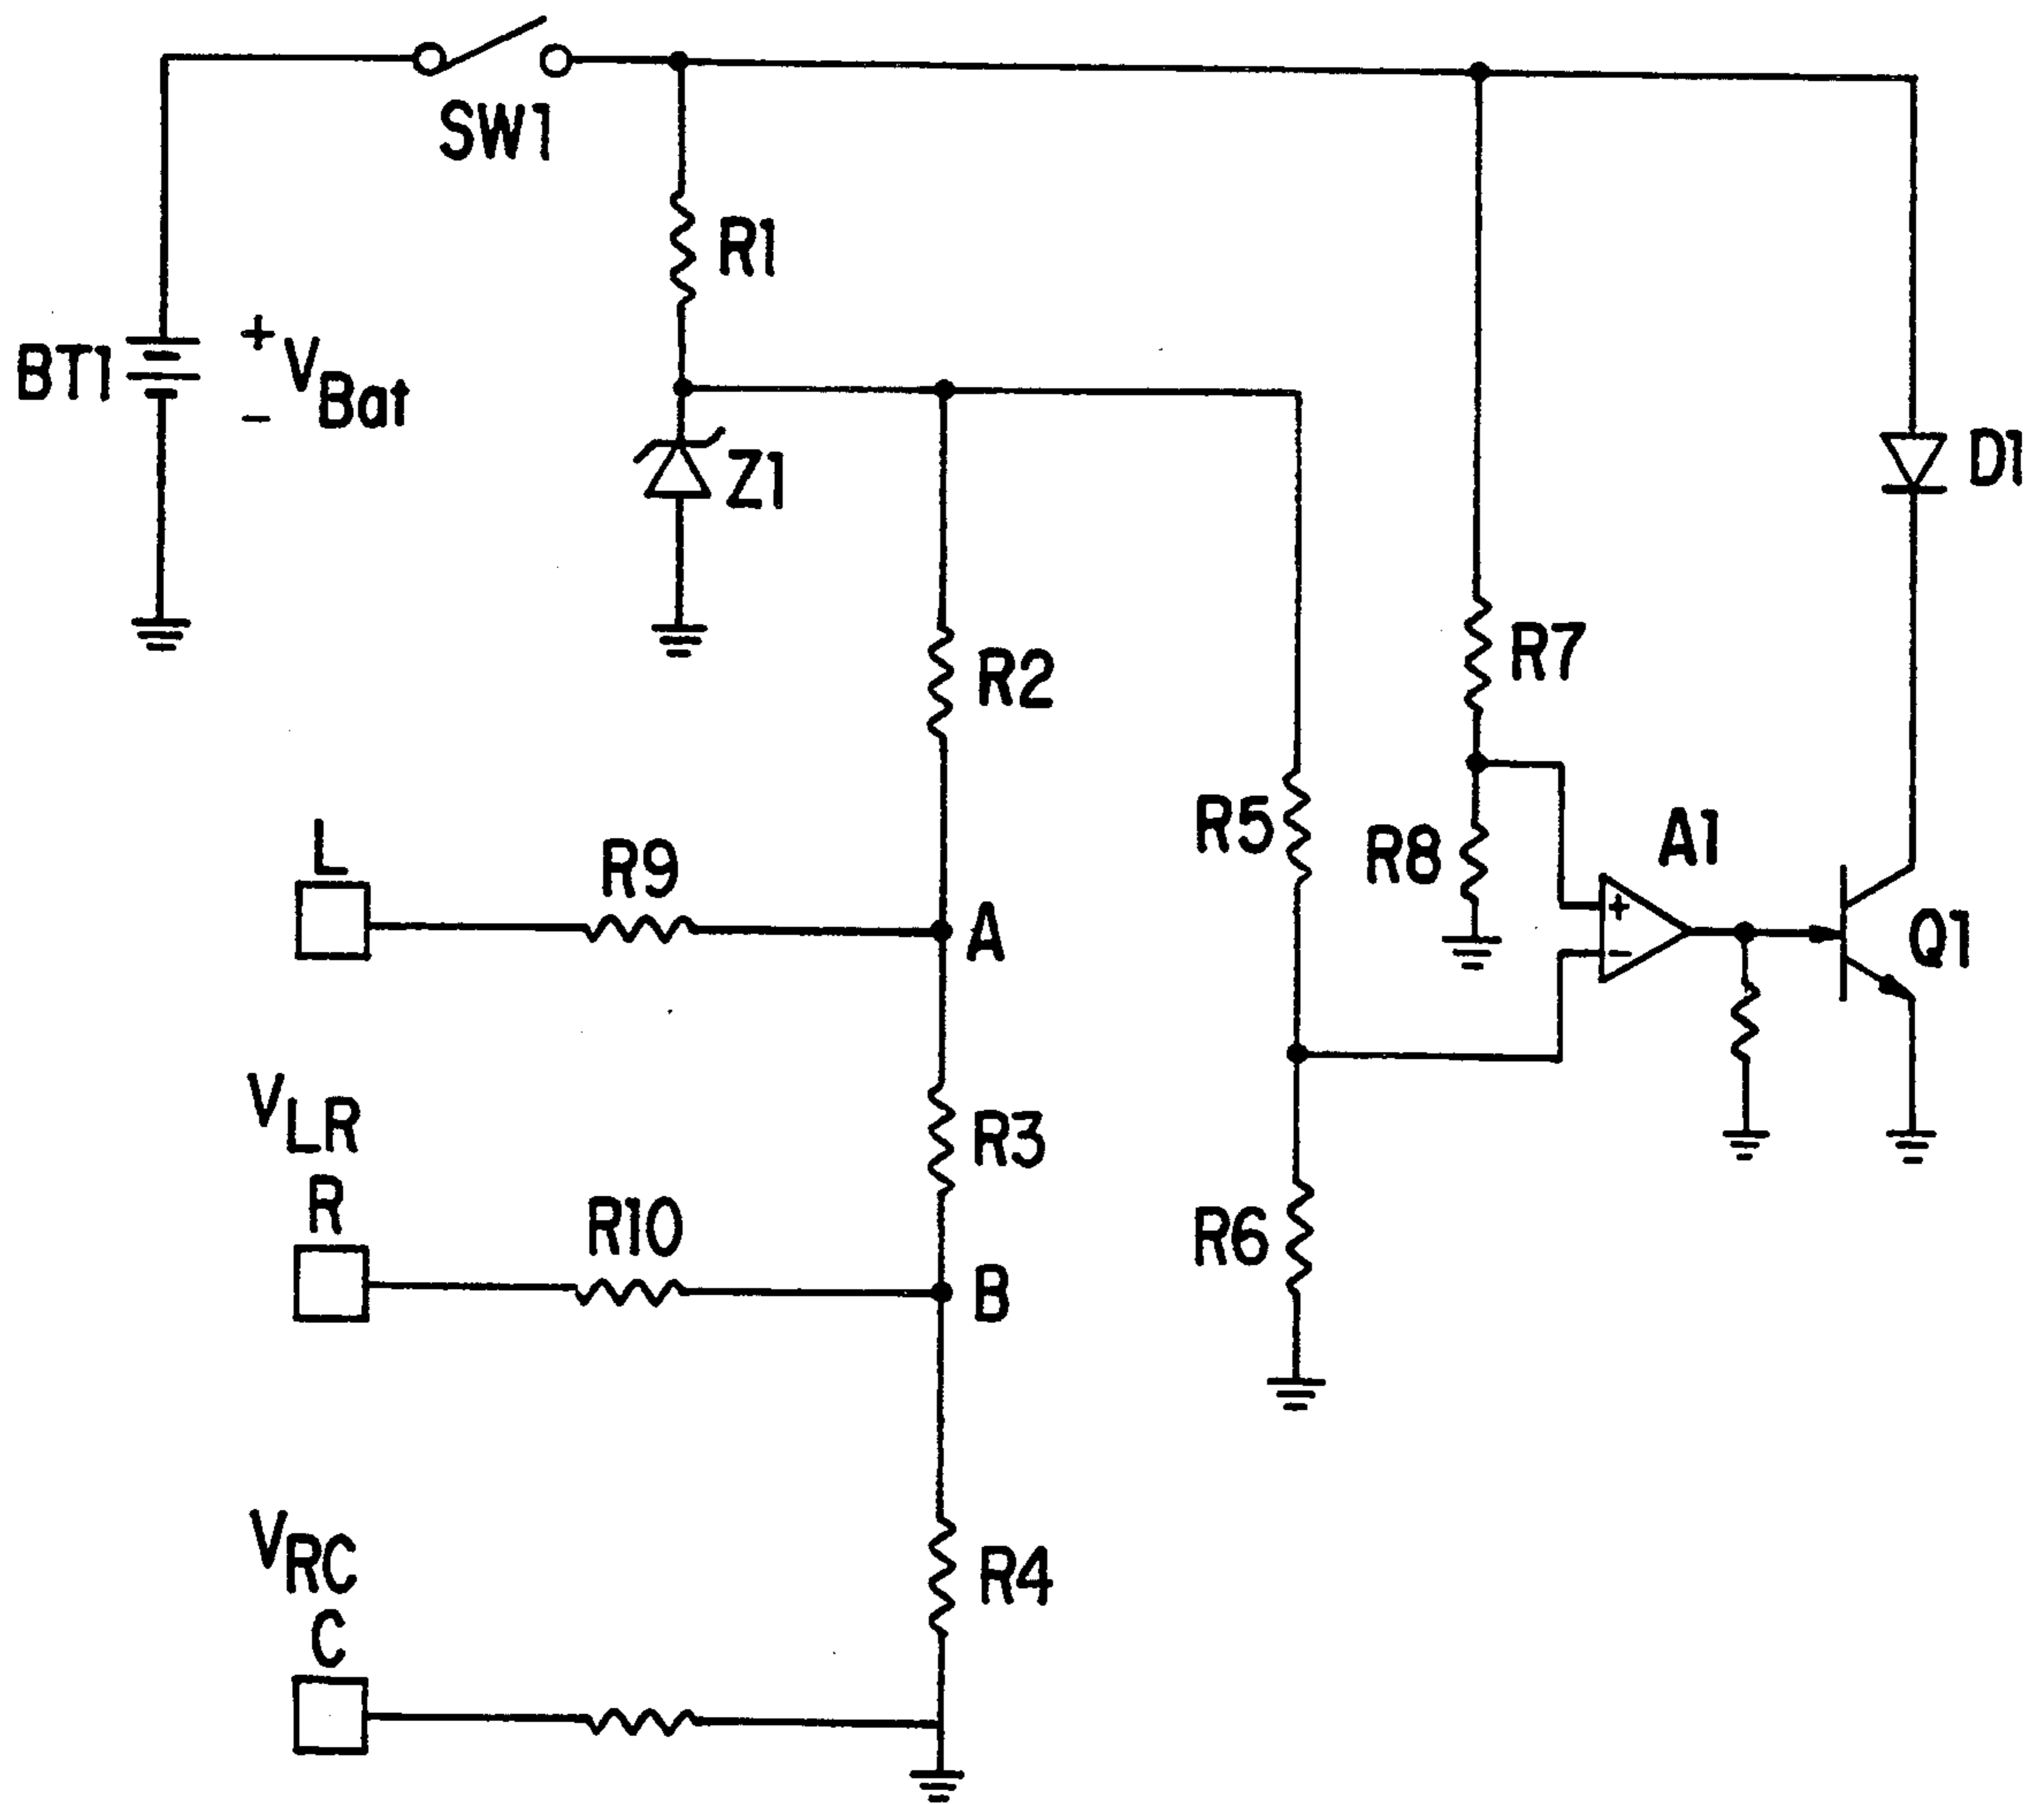 SW1
R1
BT1
+
V Bat
-
Z1
D1
R2
R7
L
R9
A
R5
R8
A1
+
-
Q1
V LR
R3
R
R10
B
R6
V RC
R4
C